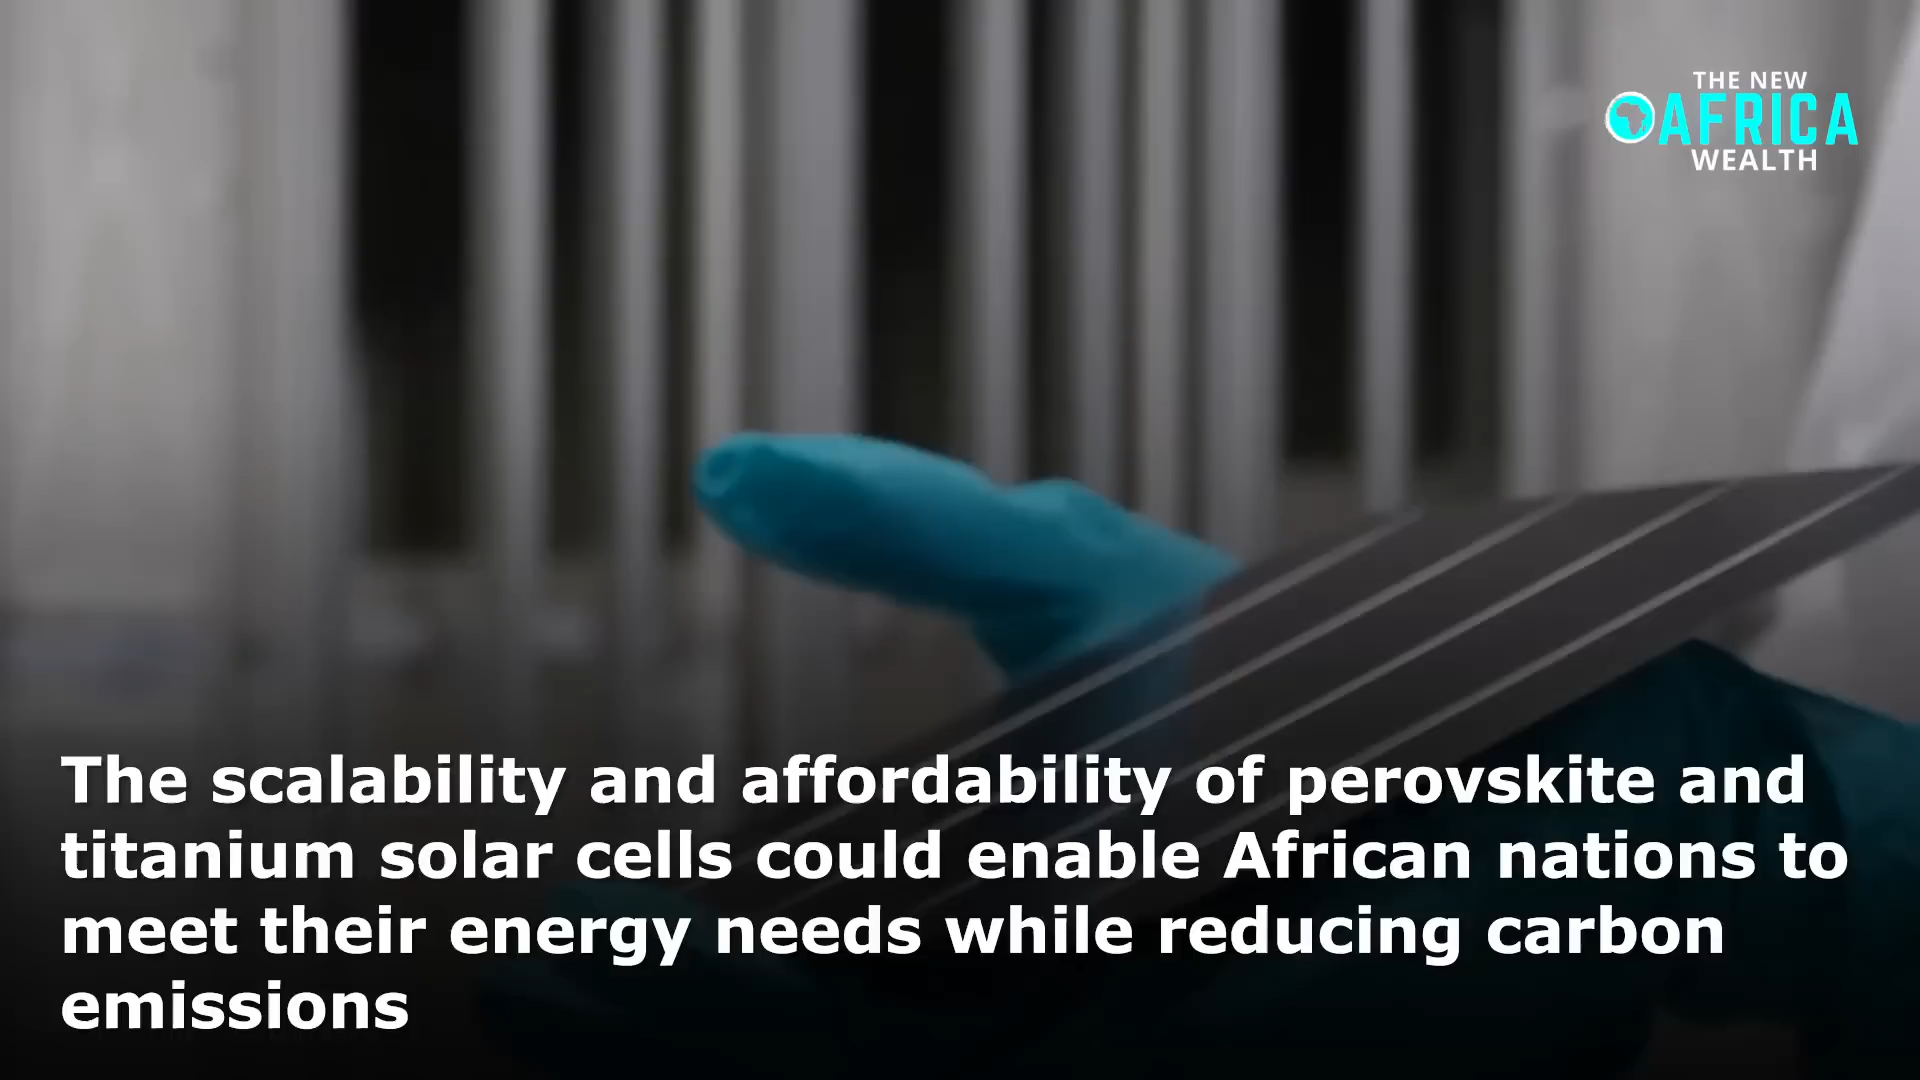 THE NEW
AFRICA
WEALTH
The scalability and affordability of perovskite and
titanium solar cells could enable African nations to
meet their energy needs while reducing carbon
emissions